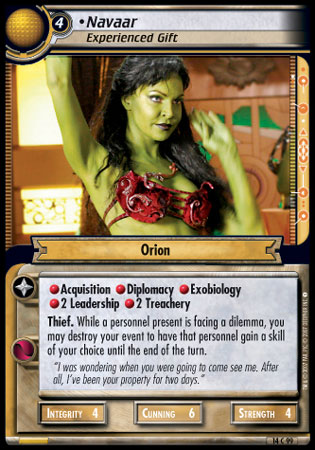 4 •Navaar
Experienced Gift
Orion
Acquisition Diplomacy Exobiology
2 Leadership 2 Treachery
Thief. While a personnel present is facing a dilemma, you
may destroy your event to have that personnel gain a skill
of your choice until the end of the turn.
"I was wondering when you were going to come see me. After
all, I've been your property for two days."
INTEGRITY 4 CUNNING 6 STRENGTH 4
14 C 99